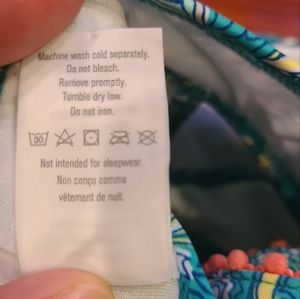 Machine wash cold separately.
Do not bleach.
Remove promptly.
Tumble dry low.
Do not iron.
30
Not intended for sleepwear.
Non conçu comme
vêtement de nuit.